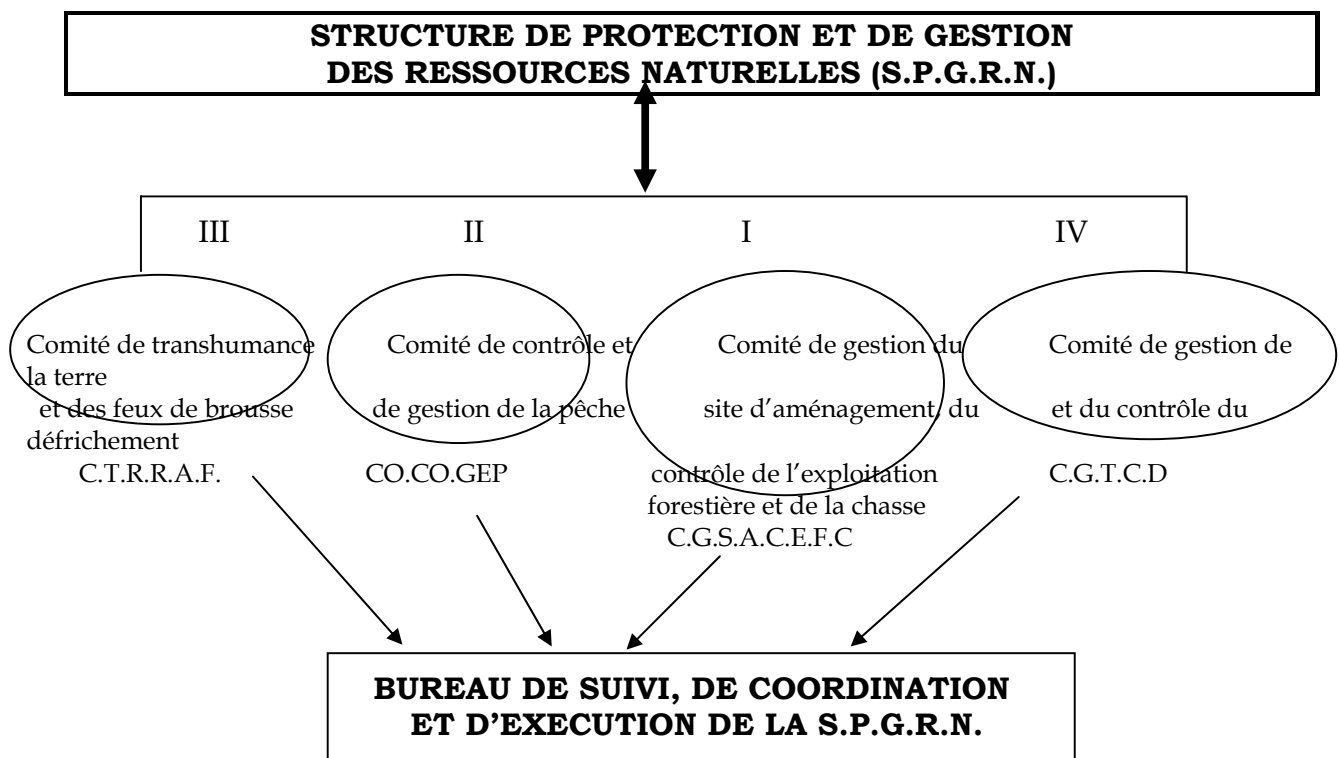 STRUCTURE DE PROTECTION ET DE GESTION
DES RESSOURCES NATURELLES (S.P.G.R.N.)
III II I IV
Comité de transhumance Comité de contrôle et Comité de gestion du Comité de gestion de
la terre
et des feux de brousse de gestion de la pêche site d’aménagement, du et du contrôle du
défrichement
C.T.R.R.A.F. CO.CO.GEP contrôle de l’exploitation C.G.T.C.D
forestière et de la chasse
C.G.S.A.C.E.F.C
BUREAU DE SUIVI, DE COORDINATION
ET D’EXECUTION DE LA S.P.G.R.N.